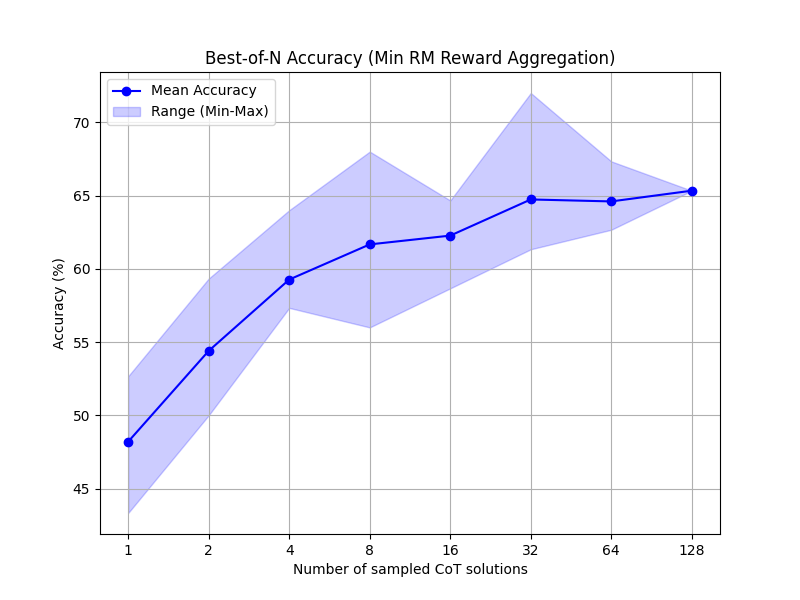 Best-of-N Accuracy (Min RM Reward Aggregation)
Mean Accuracy
Range (Min-Max)
Accuracy (%)
70
65
60
55
50
45
1 2 4 8 16 32 64 128
Number of sampled CoT solutions